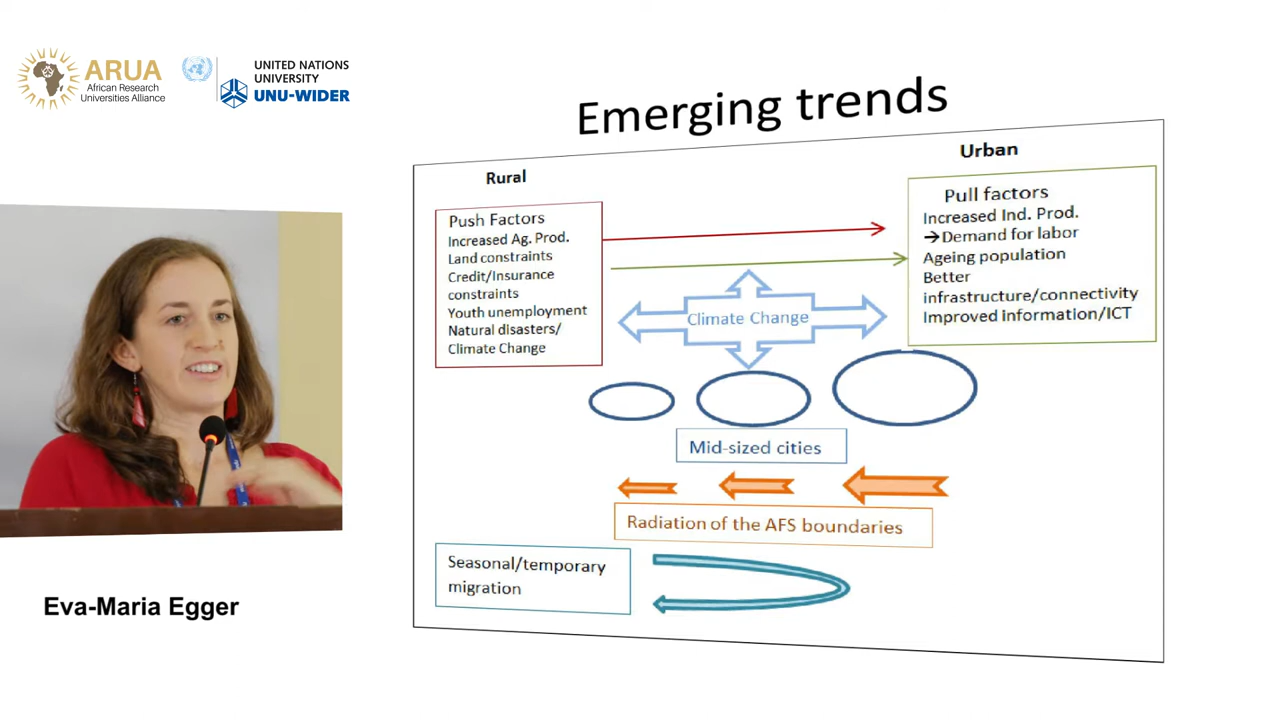 ARUA
African Research
Universities Alliance
UNITED NATIONS
UNIVERSITY
UNU-WIDER
Emerging trends
Rural
Urban
Push Factors
Increased Ag. Prod.
Land constraints
Credit/Insurance
constraints
Youth unemployment
Natural disasters/
Climate Change
Pull factors
Increased Ind. Prod.
→Demand for labor
Ageing population
Better
infrastructure/connectivity
Improved information/ICT
Climate Change
Mid-sized cities
Radiation of the AFS boundaries
Seasonal/temporary
migration
Eva-Maria Egger